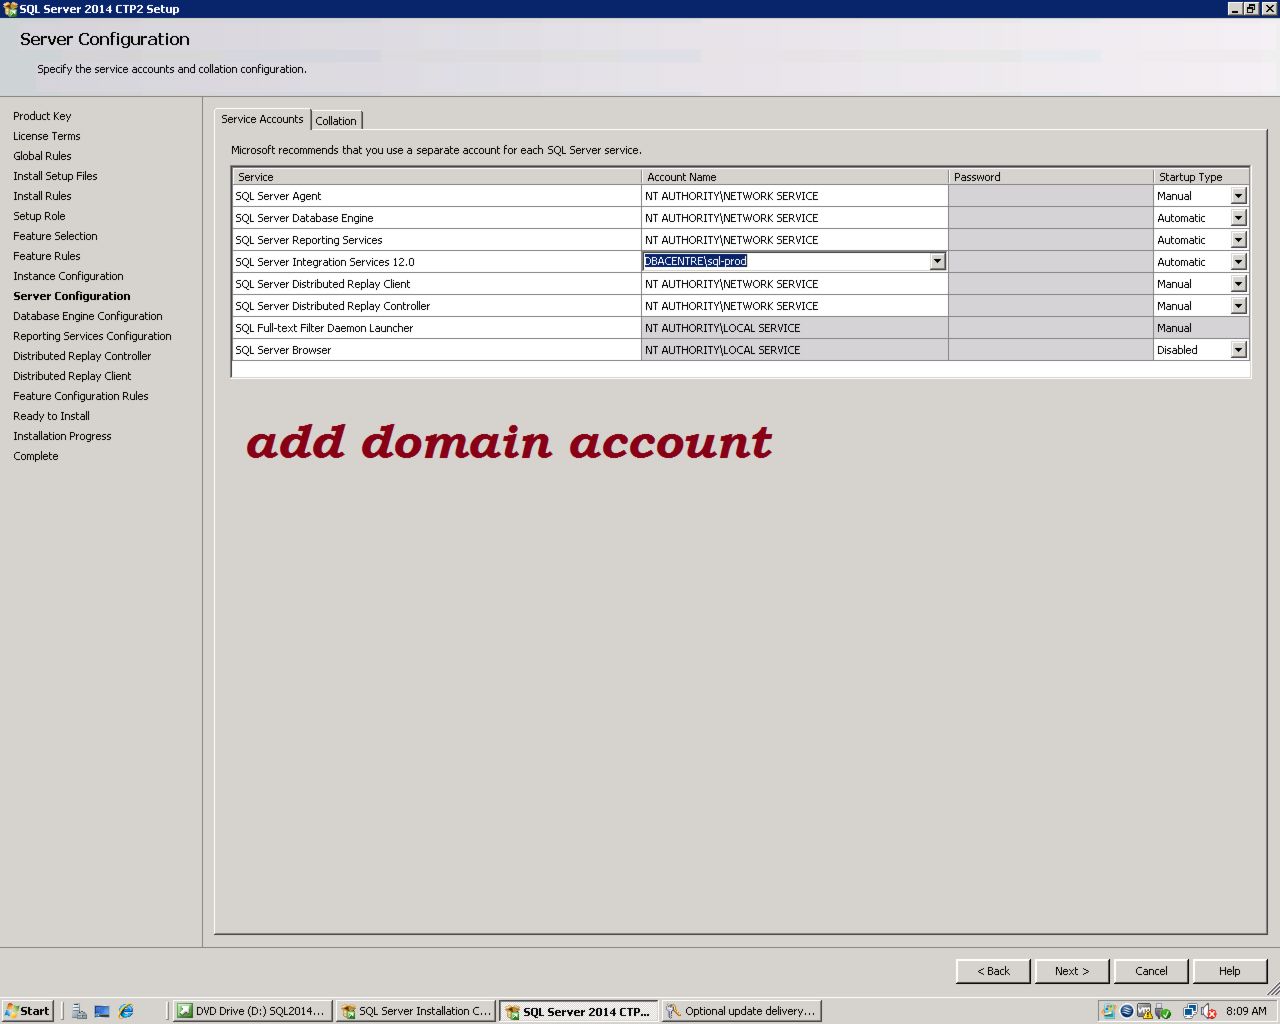 SQL Server 2014 CTP2 Setup
Server Configuration
Specify the service accounts and collation configuration.
Product Key
License Terms
Global Rules
Install Setup Files
Install Rules
Setup Role
Feature Selection
Feature Rules
Instance Configuration
Server Configuration
Database Engine Configuration
Reporting Services Configuration
Distributed Replay Controller
Distributed Replay Client
Feature Configuration Rules
Ready to Install
Installation Progress
Complete
Service Accounts Collation
Microsoft recommends that you use a separate account for each SQL Server service.
Service Account Name Password Startup Type
SQL Server Agent NT AUTHORITY\NETWORK SERVICE Manual
SQL Server Database Engine NT AUTHORITY\NETWORK SERVICE Automatic
SQL Server Reporting Services NT AUTHORITY\NETWORK SERVICE Automatic
SQL Server Integration Services 12.0 DBACENTRE\sql-prod Automatic
SQL Server Distributed Replay Client NT AUTHORITY\NETWORK SERVICE Manual
SQL Server Distributed Replay Controller NT AUTHORITY\NETWORK SERVICE Manual
SQL Full-text Filter Daemon Launcher NT AUTHORITY\LOCAL SERVICE Manual
SQL Server Browser NT AUTHORITY\LOCAL SERVICE Disabled
add domain account
< Back Next > Cancel Help
Start DVD Drive (D:) SQL2014... SQL Server Installation C... SQL Server 2014 CTP... Optional update delivery... 8:09 AM